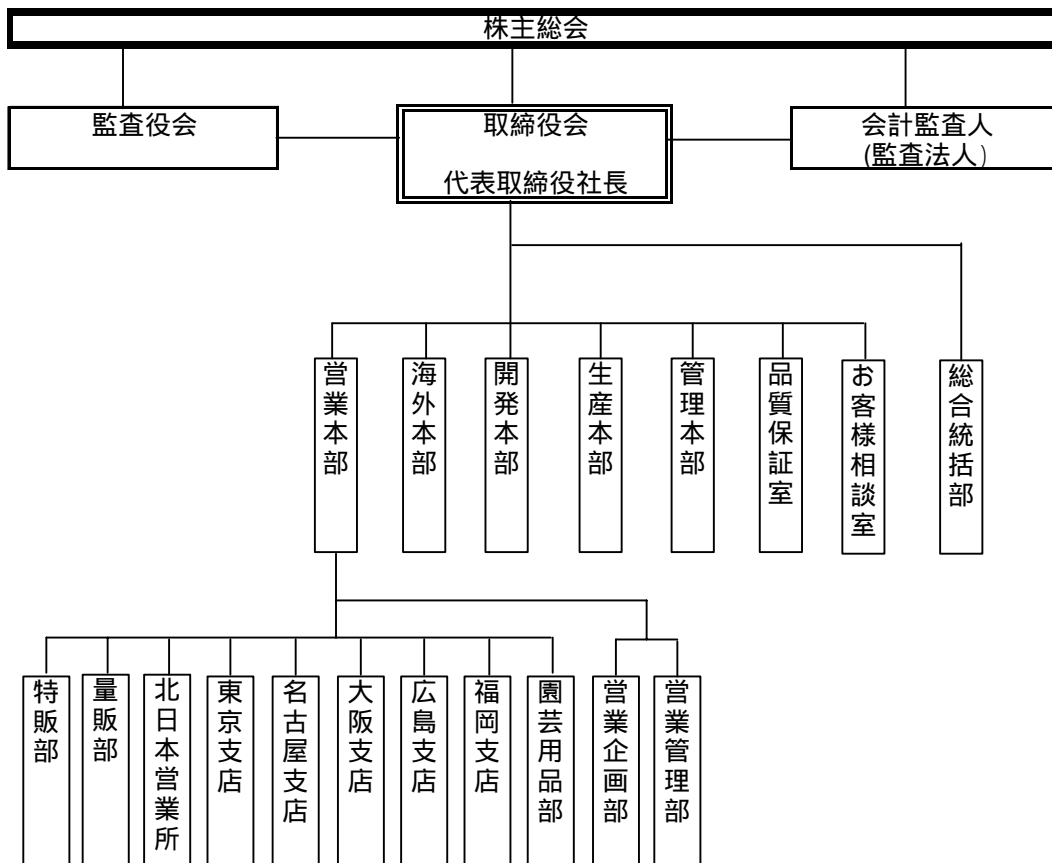 株主総会
監査役会
取締役会
代表取締役社長
会計監査人
(監査法人)
営業本部
海外本部
開発本部
生産本部
管理本部
品質保証室
お客様相談室
総合統括部
特販部
量販部
北日本営業所
東京支店
名古屋支店
大阪支店
広島支店
福岡支店
園芸用品部
営業企画部
営業管理部